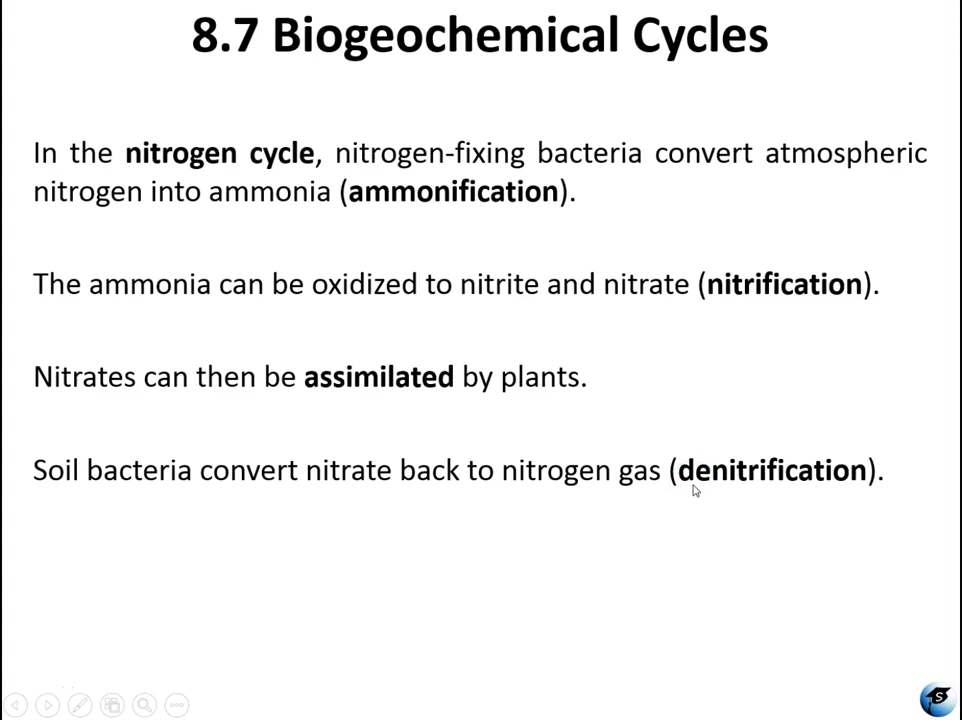 8.7 Biogeochemical Cycles
In the nitrogen cycle, nitrogen-fixing bacteria convert atmospheric
nitrogen into ammonia (ammonification).
The ammonia can be oxidized to nitrite and nitrate (nitrification).
Nitrates can then be assimilated by plants.
Soil bacteria convert nitrate back to nitrogen gas (denitrification).
S